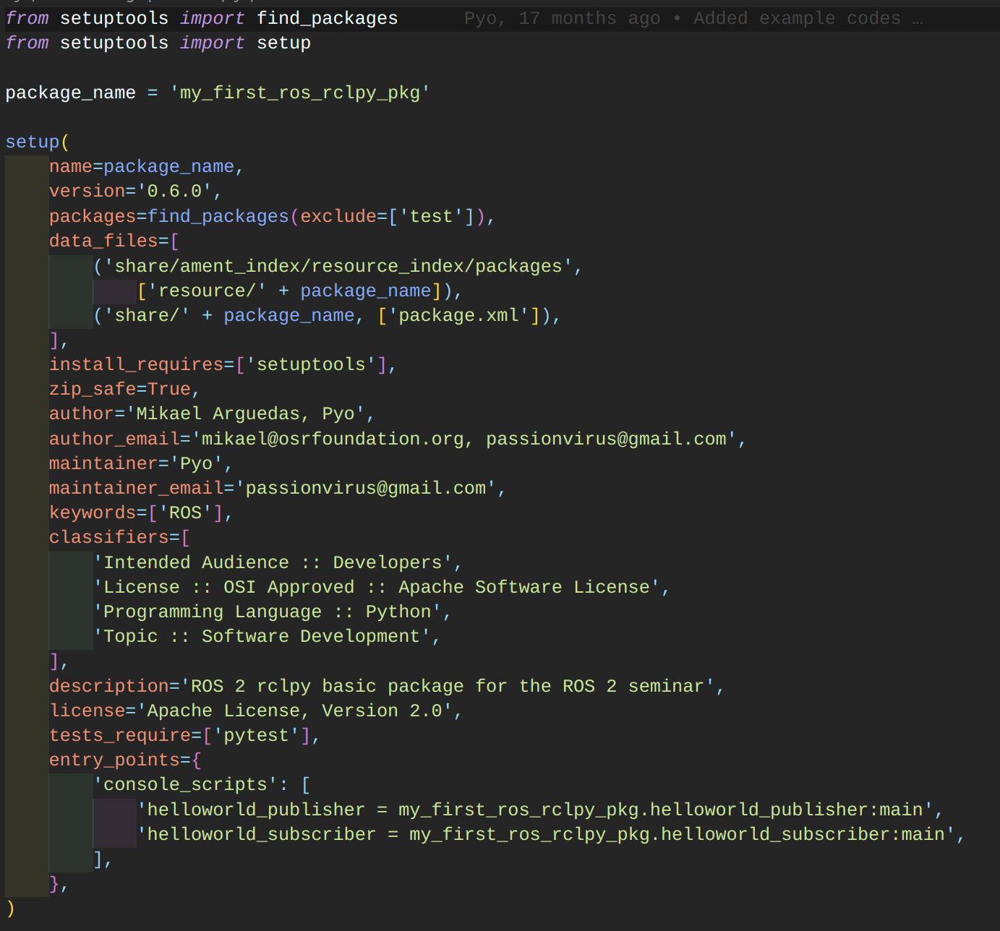 from setuptools import find_packages Pyo, 17 months ago • Added example codes …
from setuptools import setup

package_name = 'my_first_ros_rclpy_pkg'

setup(
    name=package_name,
    version='0.6.0',
    packages=find_packages(exclude=['test']),
    data_files=[
        ('share/ament_index/resource_index/packages',
            ['resource/' + package_name]),
        ('share/' + package_name, ['package.xml']),
    ],
    install_requires=['setuptools'],
    zip_safe=True,
    author='Mikael Arguedas, Pyo',
    author_email='mikael@osrfoundation.org, passionvirus@gmail.com',
    maintainer='Pyo',
    maintainer_email='passionvirus@gmail.com',
    keywords=['ROS'],
    classifiers=[
        'Intended Audience :: Developers',
        'License :: OSI Approved :: Apache Software License',
        'Programming Language :: Python',
        'Topic :: Software Development',
    ],
    description='ROS 2 rclpy basic package for the ROS 2 seminar',
    license='Apache License, Version 2.0',
    tests_require=['pytest'],
    entry_points={
        'console_scripts': [
            'helloworld_publisher = my_first_ros_rclpy_pkg.helloworld_publisher:main',
            'helloworld_subscriber = my_first_ros_rclpy_pkg.helloworld_subscriber:main',
        ],
    },
)